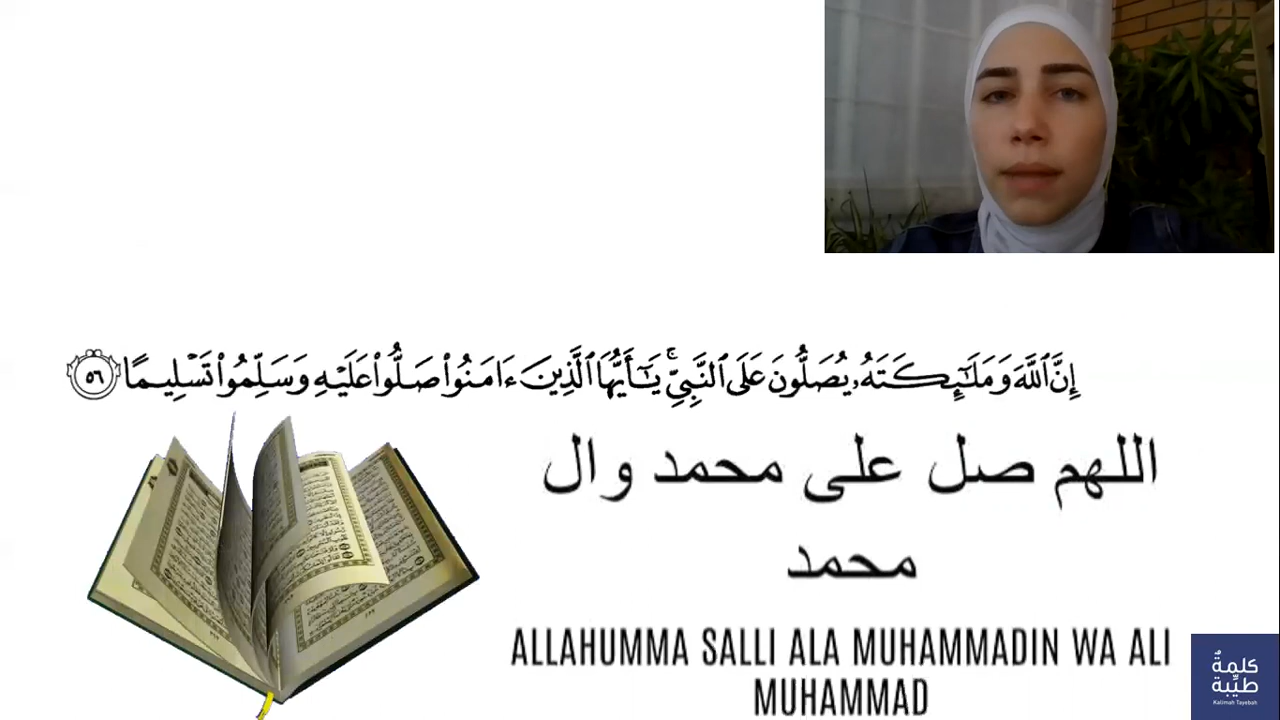 إِنَّ ٱللَّهَ وَمَلَـٰٓئِكَتَهُۥ يُصَلُّونَ عَلَى ٱلنَّبِىِّ ۚ يَـٰٓأَيُّهَا ٱلَّذِينَ ءَامَنُوا۟ صَلُّوا۟ عَلَيْهِ وَسَلِّمُوا۟ تَسْلِيمًا ٥٦
اللهم صل على محمد وال
محمد
ALLAHUMMA SALLI ALA MUHAMMADIN WA ALI
MUHAMMAD
كلمةٌ
طيِّبة
Kalimah Tayebah